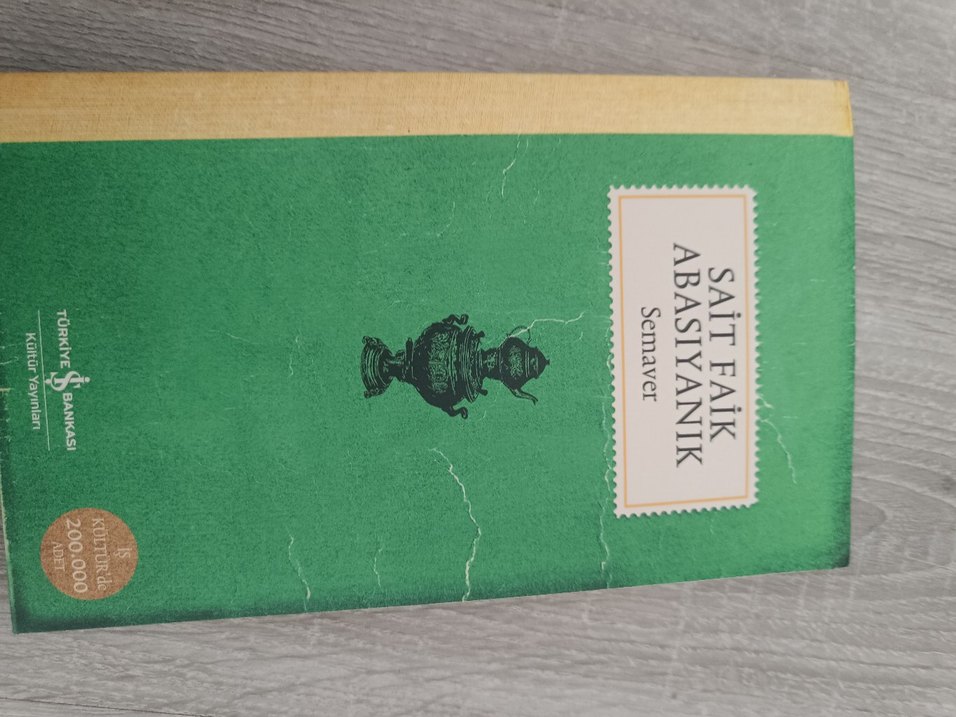 SAİT FAİK
ABASIYANIK
Semaver
TÜRKİYE İŞ BANKASI
Kültür Yayınları
İŞ
KÜLTÜR'de
200.000
ADET